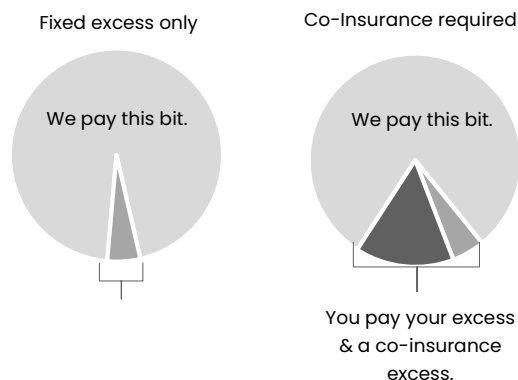 Fixed excess only
Co-Insurance required
We pay this bit.
We pay this bit.
You pay your excess
& a co-insurance
excess.